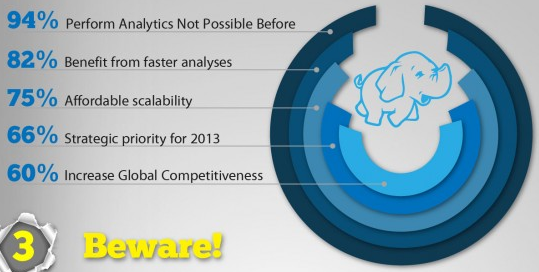 94% Perform Analytics Not Possible Before
82% Benefit from faster analyses
75% Affordable scalability
66% Strategic priority for 2013
60% Increase Global Competitiveness
3 Beware!